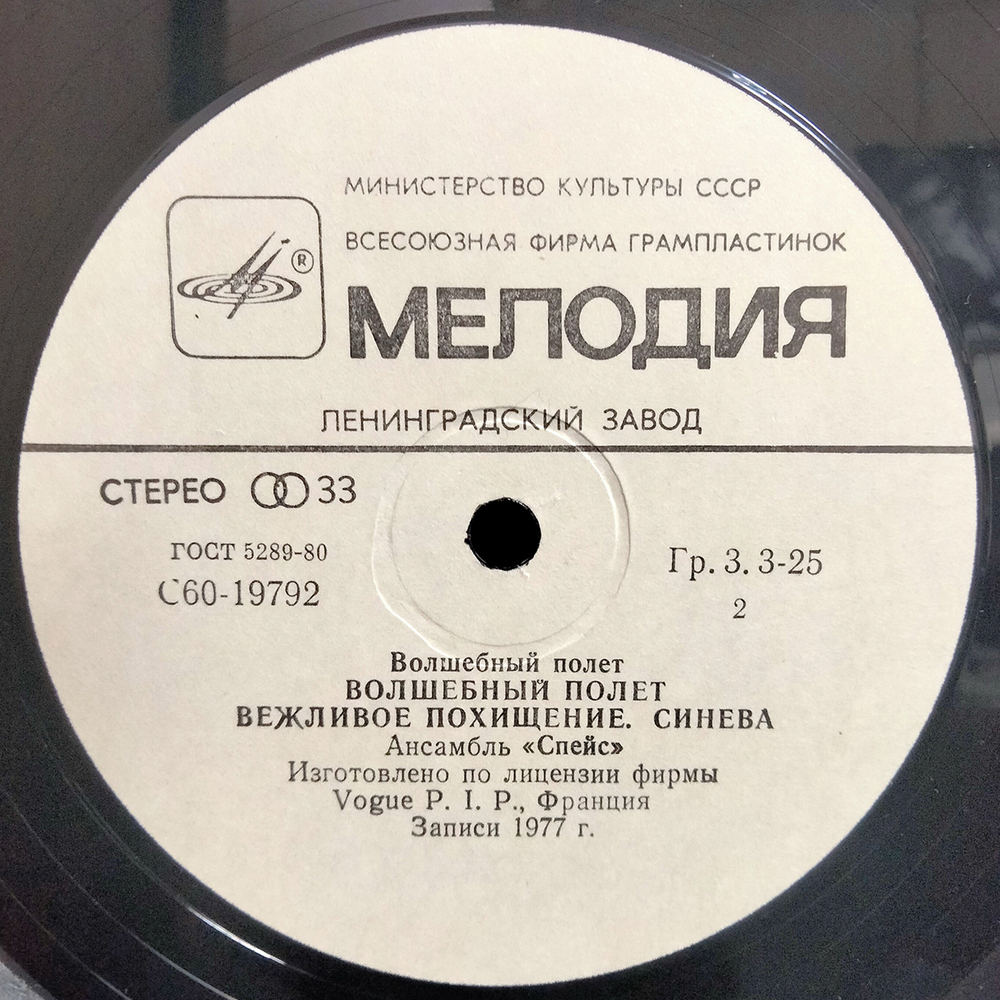 МИНИСТЕРСТВО КУЛЬТУРЫ СССР
ВСЕСОЮЗНАЯ ФИРМА ГРАМПЛАСТИНОК
®
МЕЛОДИЯ
ЛЕНИНГРАДСКИЙ ЗАВОД
СТЕРЕО 33
ГОСТ 5289-80
С60-19792
Гр. 3. 3-25
2
Волшебный полет
ВОЛШЕБНЫЙ ПОЛЕТ
ВЕЖЛИВОЕ ПОХИЩЕНИЕ. СИНЕВА
Ансамбль «Спейс»
Изготовлено по лицензии фирмы
Vogue P. I. P., Франция
Записи 1977 г.